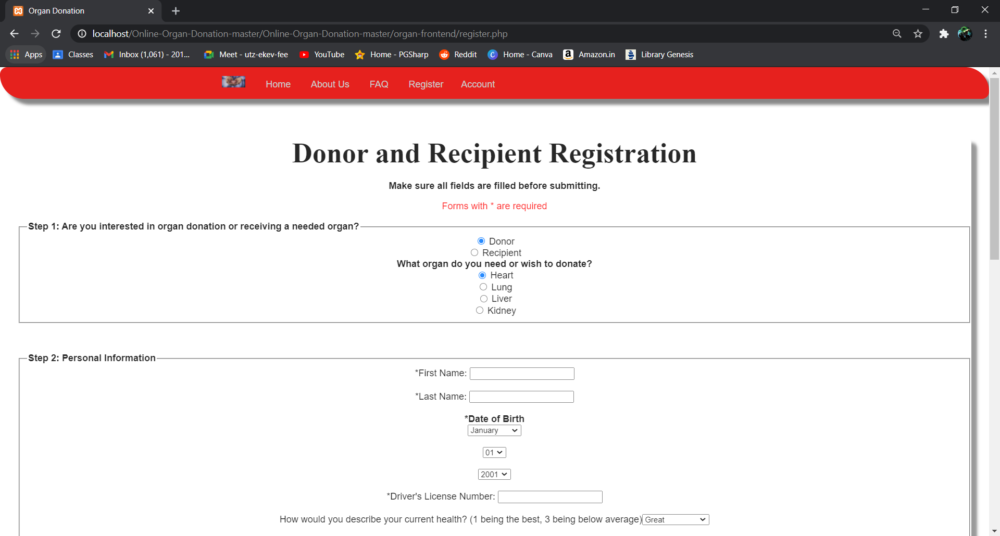 Organ Donation
localhost/Online-Organ-Donation-master/Online-Organ-Donation-master/organ-frontend/register.php
Apps Classes Inbox (1,061) - 201... Meet - utz-ekev-fee YouTube Home - PGSharp Reddit Home - Canva Amazon.in Library Genesis
Home About Us FAQ Register Account
Donor and Recipient Registration
Make sure all fields are filled before submitting.
Forms with * are required
Step 1: Are you interested in organ donation or receiving a needed organ?
Donor
Recipient
What organ do you need or wish to donate?
Heart
Lung
Liver
Kidney
Step 2: Personal Information
*First Name:
*Last Name:
*Date of Birth
January
01
2001
*Driver's License Number:
How would you describe your current health? (1 being the best, 3 being below average) Great